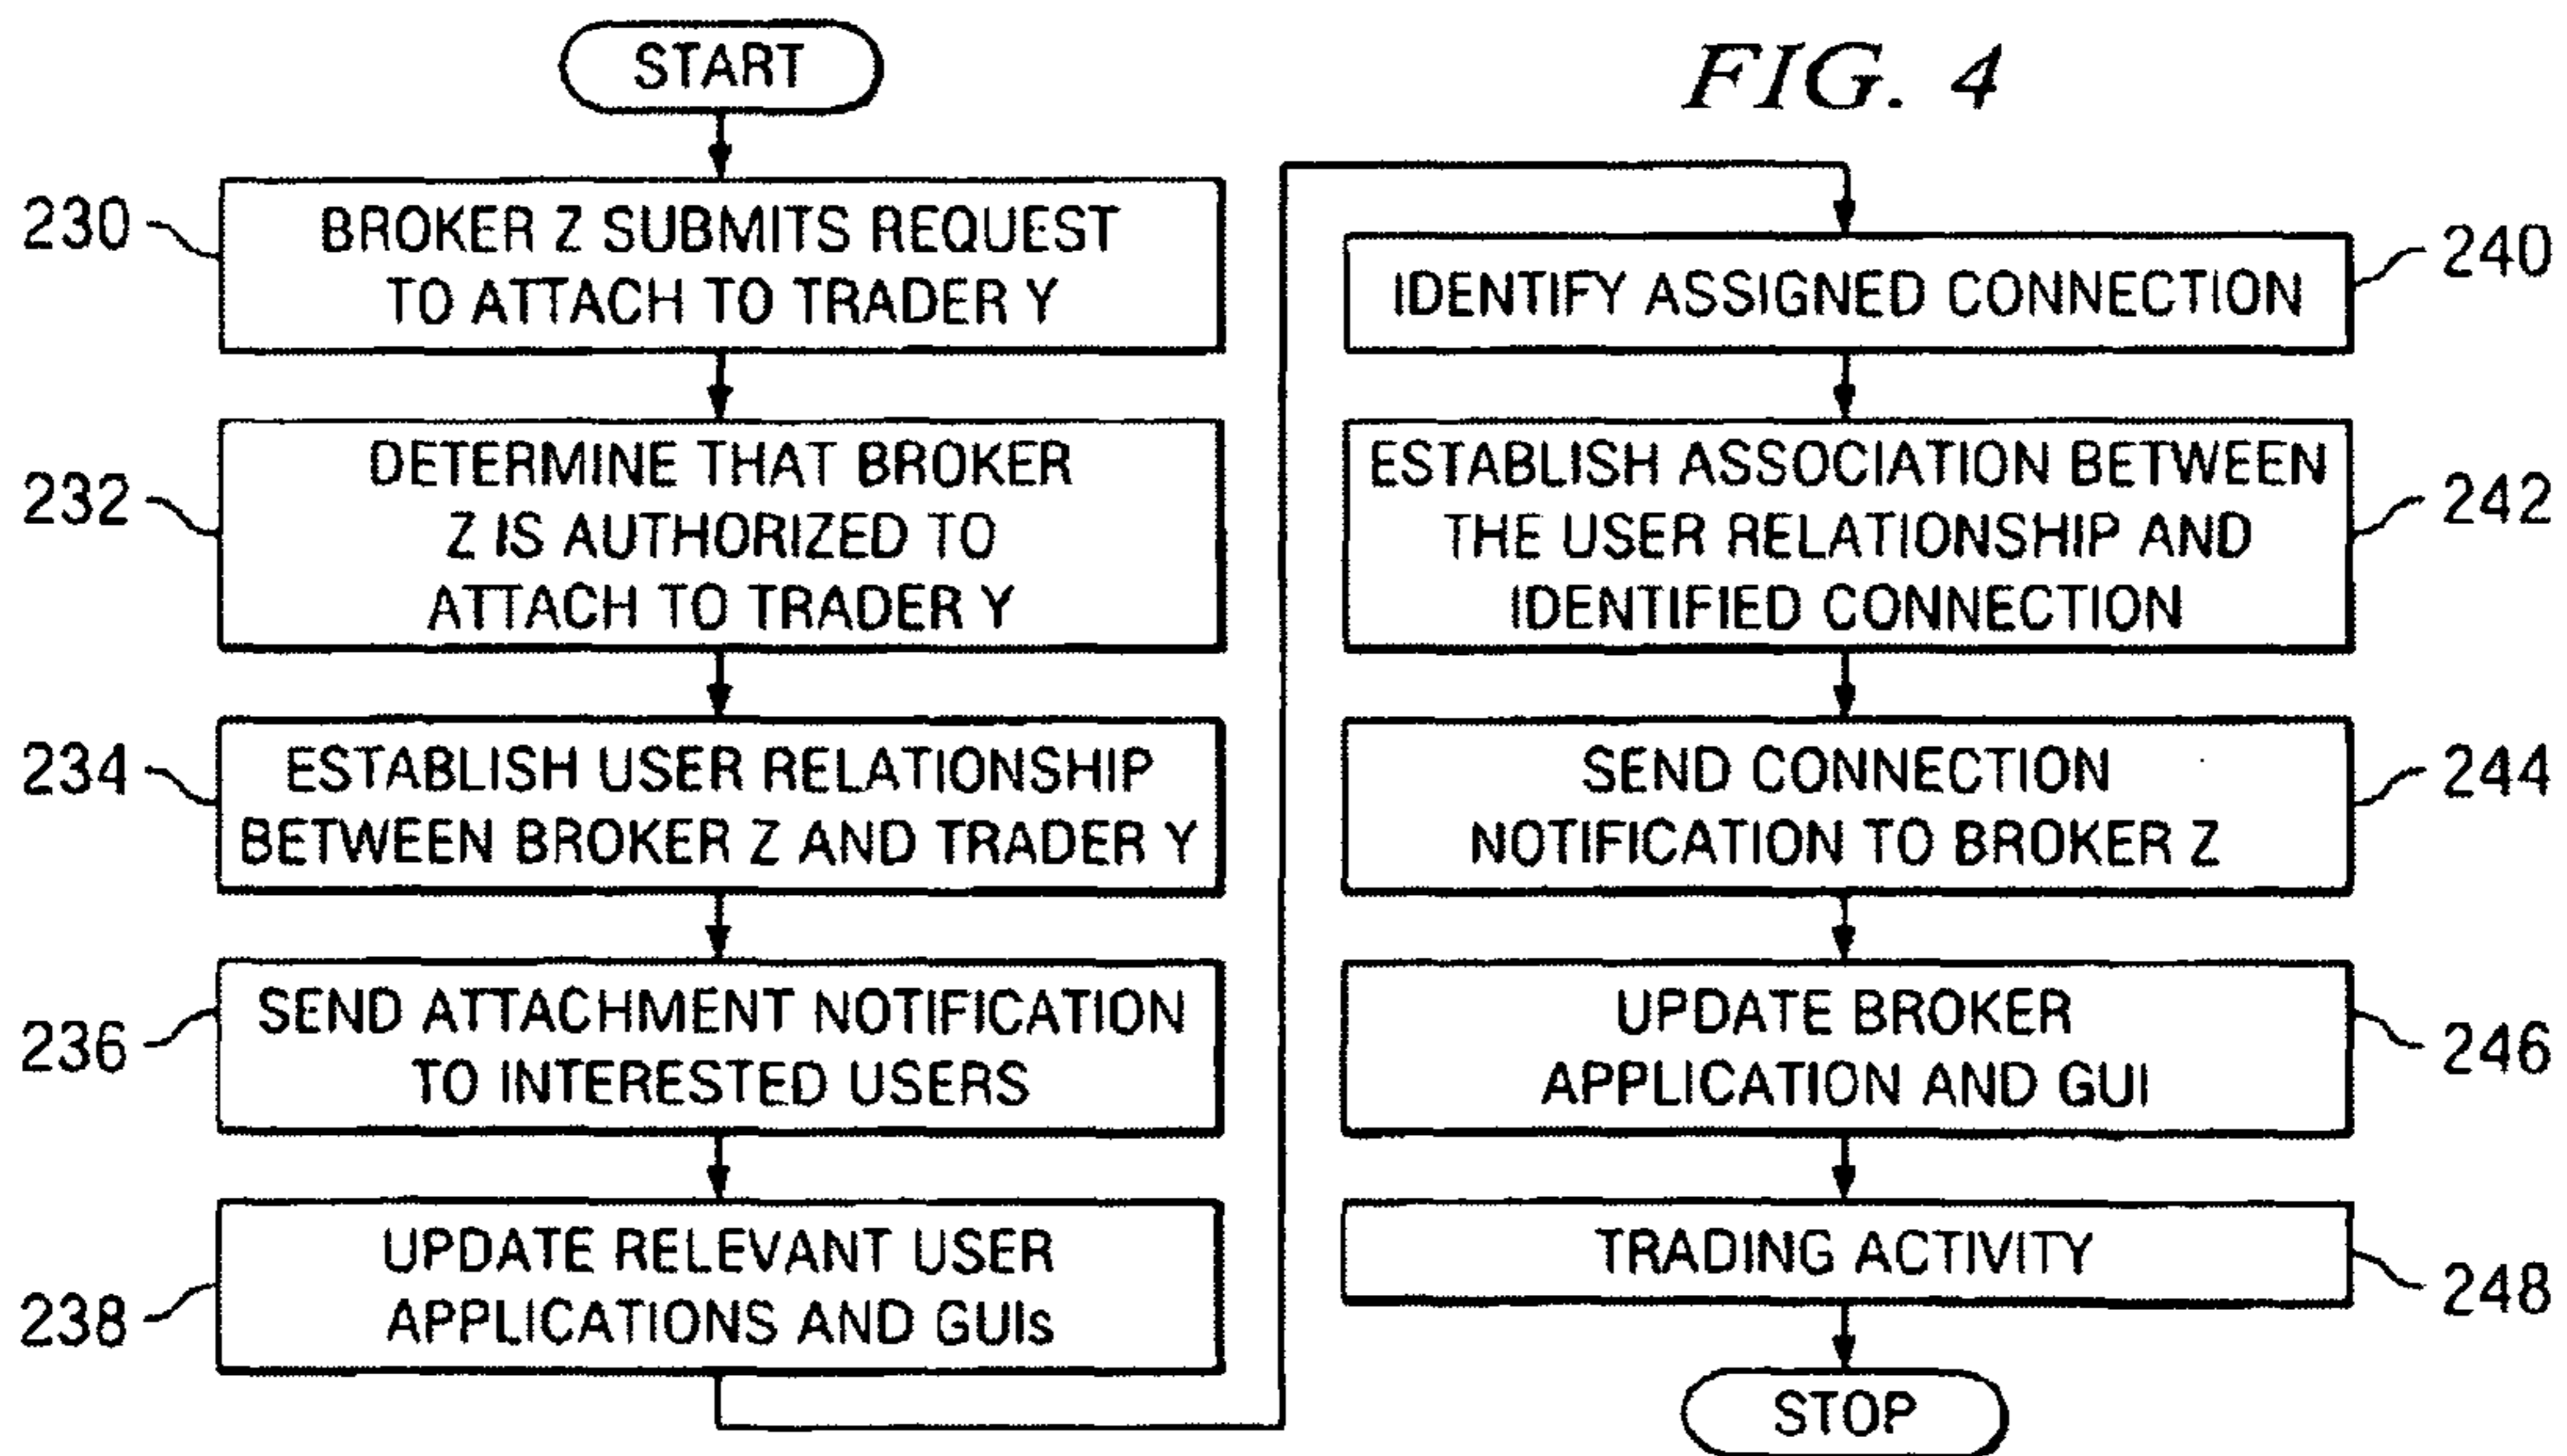 FIG. 4
START
230
BROKER Z SUBMITS REQUEST
TO ATTACH TO TRADER Y
232
DETERMINE THAT BROKER
Z IS AUTHORIZED TO
ATTACH TO TRADER Y
234
ESTABLISH USER RELATIONSHIP
BETWEEN BROKER Z AND TRADER Y
236
SEND ATTACHMENT NOTIFICATION
TO INTERESTED USERS
238
UPDATE RELEVANT USER
APPLICATIONS AND GUIs
240
IDENTIFY ASSIGNED CONNECTION
242
ESTABLISH ASSOCIATION BETWEEN
THE USER RELATIONSHIP AND
IDENTIFIED CONNECTION
244
SEND CONNECTION
NOTIFICATION TO BROKER Z
246
UPDATE BROKER
APPLICATION AND GUI
248
TRADING ACTIVITY
STOP